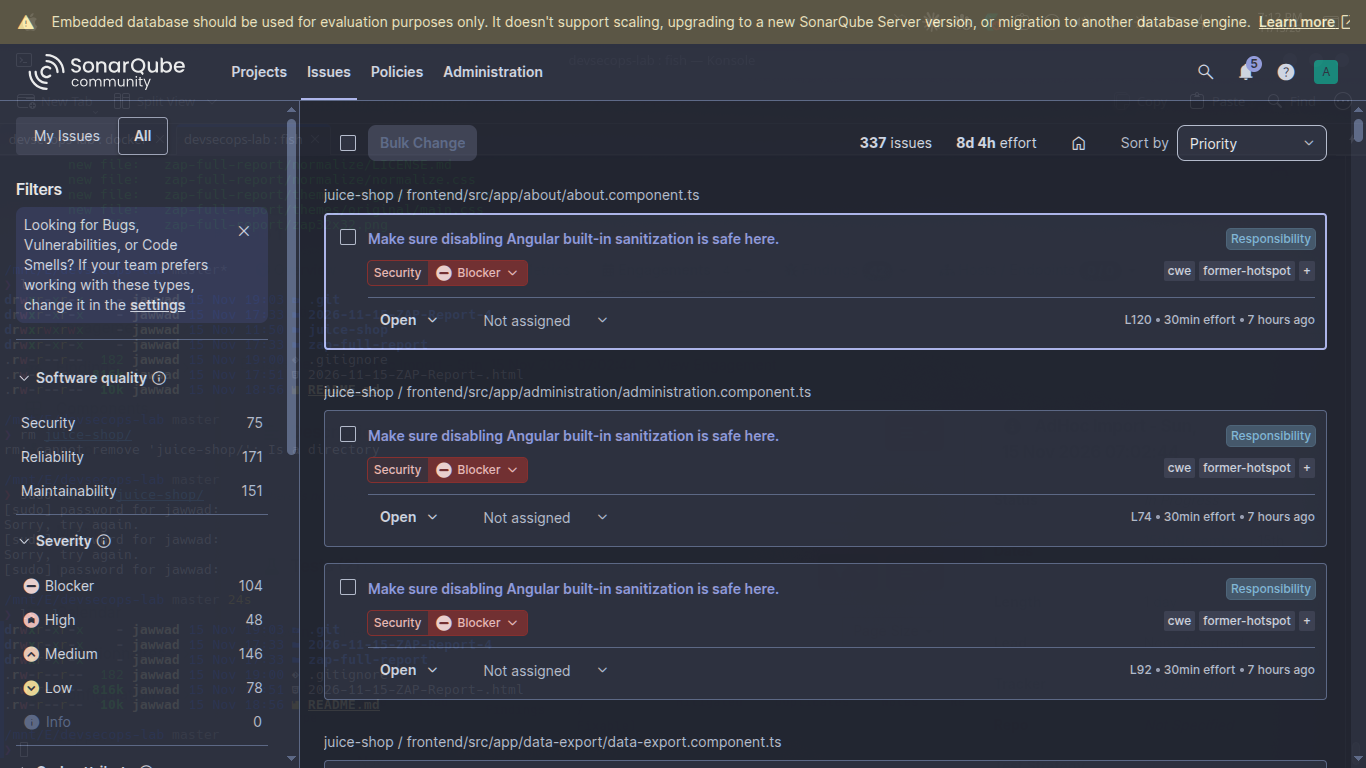 Embedded database should be used for evaluation purposes only. It doesn't support scaling, upgrading to a new SonarQube Server version, or migration to another database engine. Learn more
SonarQube
community
Projects
Issues
Policies
Administration
5
?
A
My Issues
All
Filters
Looking for Bugs,
Vulnerabilities, or Code
Smells? If your team prefers
working with these types,
change it in the settings
Software quality
Security 75
Reliability 171
Maintainability 151
Severity
Blocker 104
High 48
Medium 146
Low 78
Info 0
Bulk Change
337 issues
8d 4h effort
Sort by
Priority
juice-shop / frontend/src/app/about/about.component.ts
Make sure disabling Angular built-in sanitization is safe here.
Responsibility
Security Blocker
cwe former-hotspot +
Open Not assigned
L120 • 30min effort • 7 hours ago
juice-shop / frontend/src/app/administration/administration.component.ts
Make sure disabling Angular built-in sanitization is safe here.
Responsibility
Security Blocker
cwe former-hotspot +
Open Not assigned
L74 • 30min effort • 7 hours ago
Make sure disabling Angular built-in sanitization is safe here.
Responsibility
Security Blocker
cwe former-hotspot +
Open Not assigned
L92 • 30min effort • 7 hours ago
juice-shop / frontend/src/app/data-export/data-export.component.ts